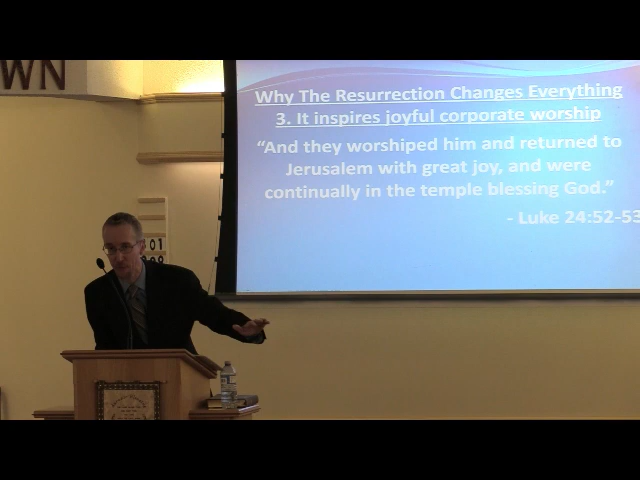 OWN
Why The Resurrection Changes Everything
3. It inspires joyful corporate worship
“And they worshiped him and returned to
Jerusalem with great joy, and were
continually in the temple blessing God.”
- Luke 24:52-53